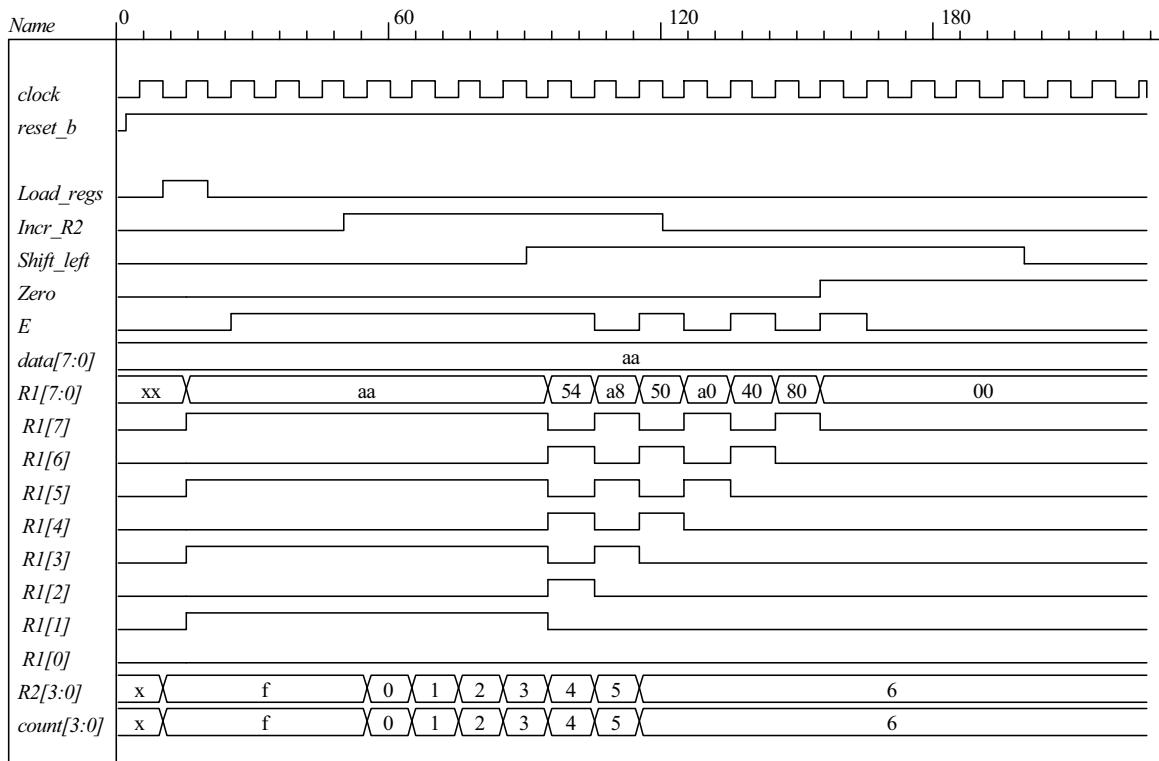 Name 0 60 120 180
clock
reset_b
Load_regs
Incr_R2
Shift_left
Zero
E
data[7:0] aa
R1[7:0] xx aa 54 a8 50 a0 40 80 00
R1[7]
R1[6]
R1[5]
R1[4]
R1[3]
R1[2]
R1[1]
R1[0]
R2[3:0] x f 0 1 2 3 4 5 6
count[3:0] x f 0 1 2 3 4 5 6